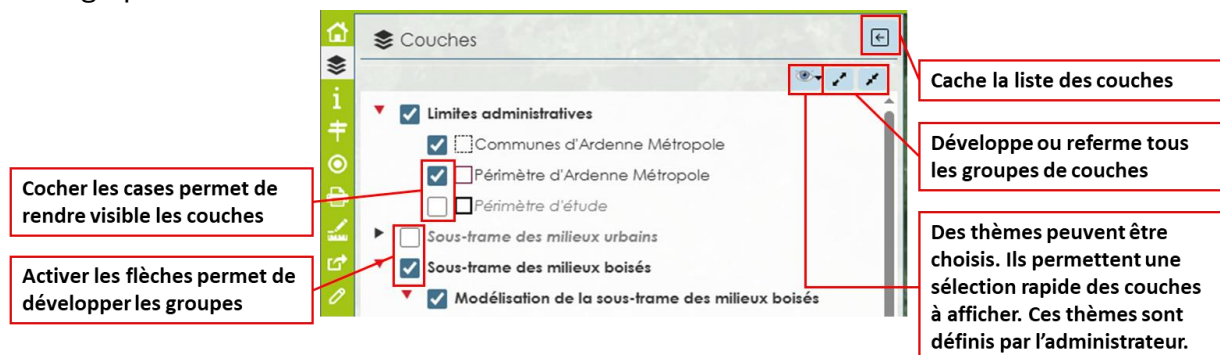 Couches
Cache la liste des couches
Limites administratives
Communes d'Ardenne Métropole
Développe ou referme tous
les groupes de couches
Périmètre d'Ardenne Métropole
Cocher les cases permet de
rendre visible les couches
Périmètre d'étude
Sous-trame des milieux urbains
Des thèmes peuvent être
choisis. Ils permettent une
sélection rapide des couches
à afficher. Ces thèmes sont
définis par l’administrateur.
Activer les flèches permet de
développer les groupes
Sous-trame des milieux boisés
Modélisation de la sous-trame des milieux boisés